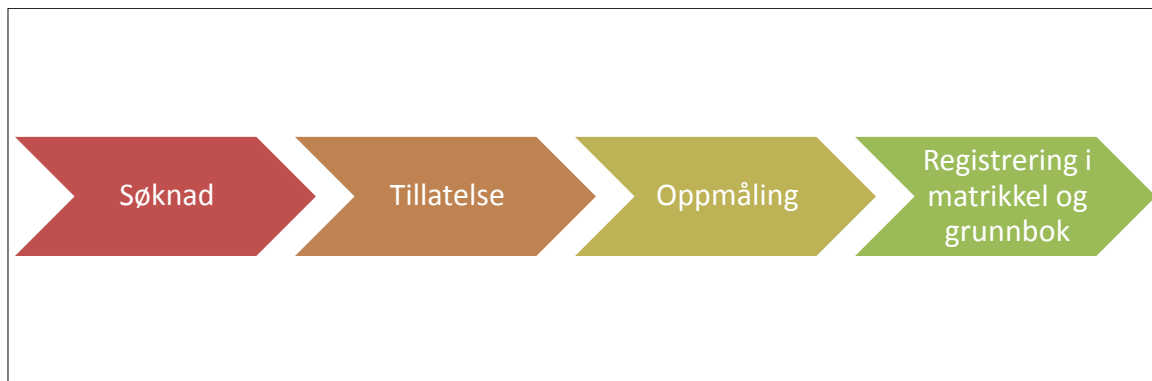 Søknad
Tillatelse
Oppmåling
Registrering i
matrikkel og
grunnbok